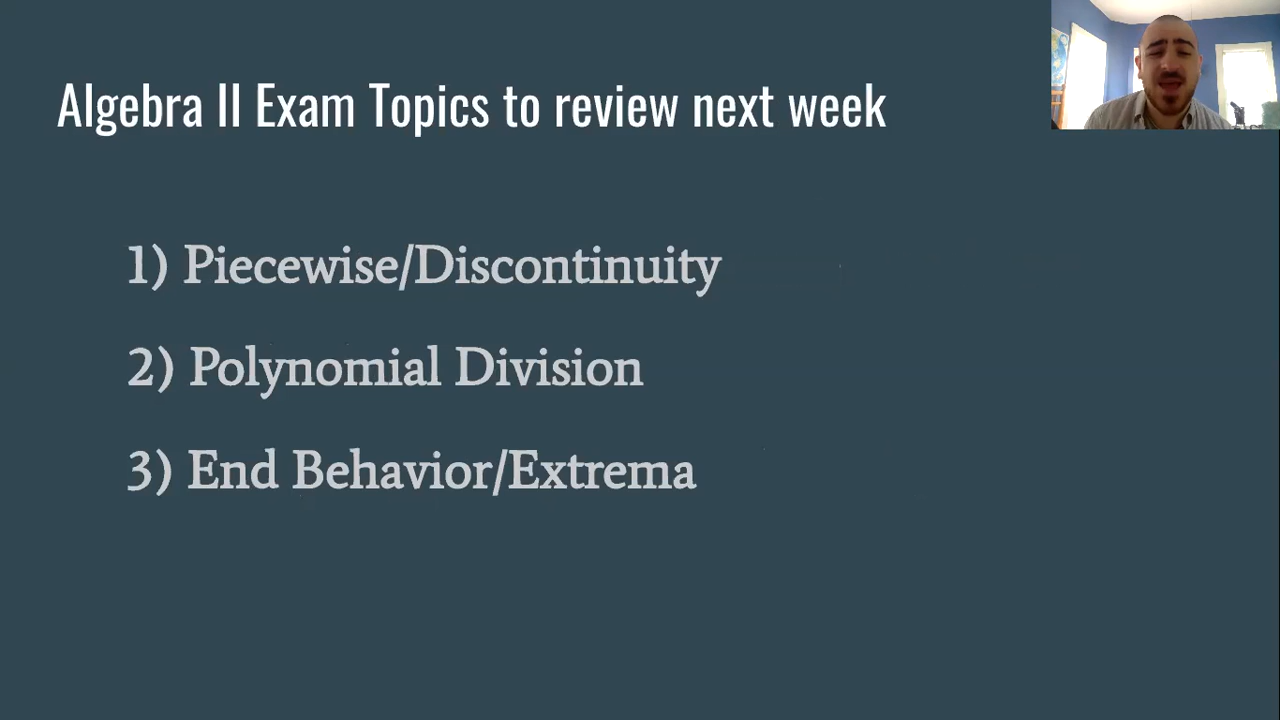 Algebra II Exam Topics to review next week
1) Piecewise/Discontinuity
2) Polynomial Division
3) End Behavior/Extrema